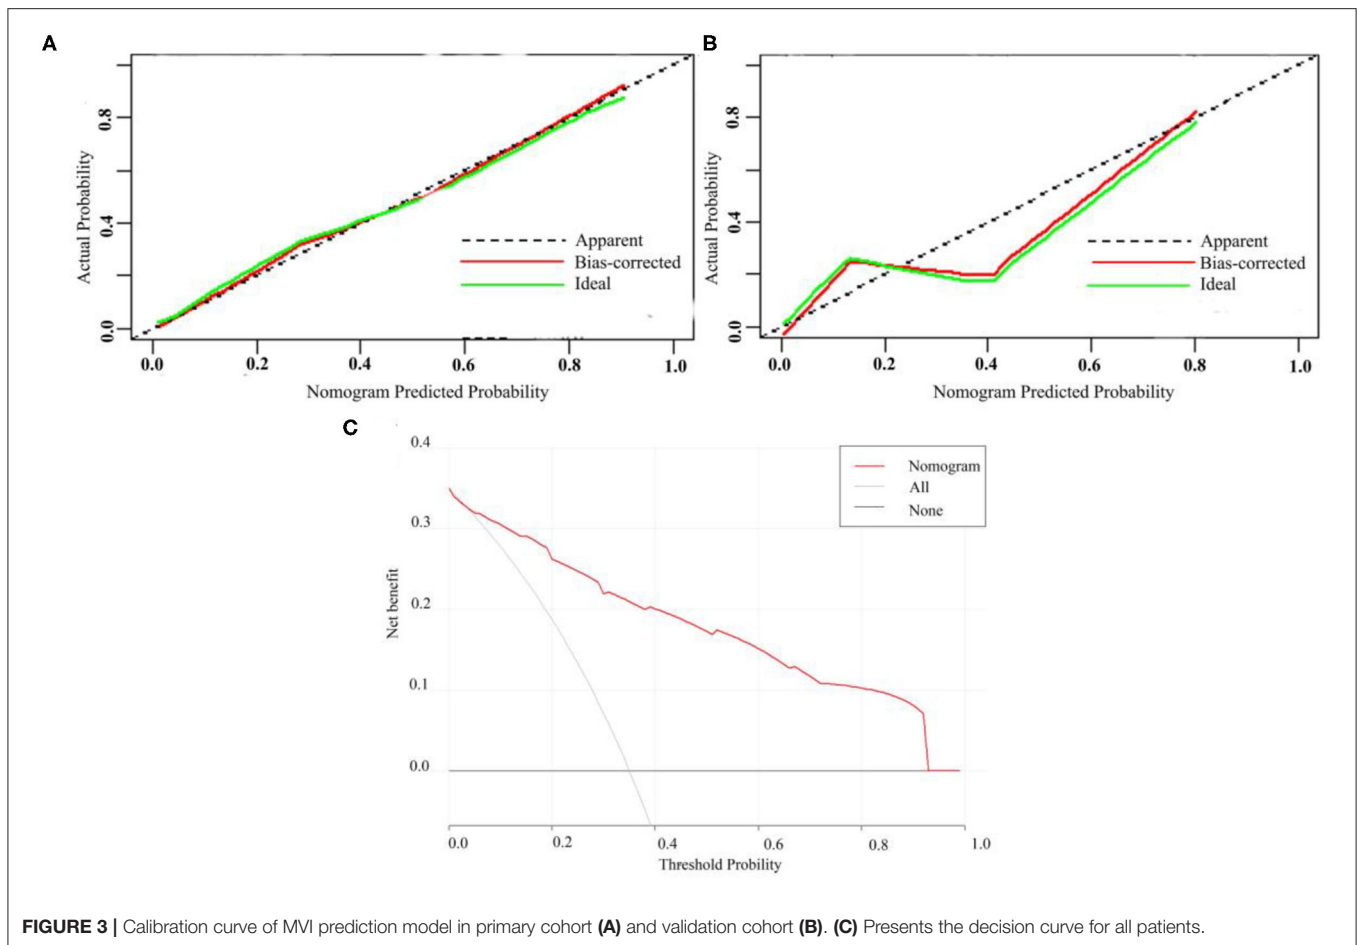 A
B
Actual Probability
0.8
0.4
0.0
Apparent
Bias-corrected
Ideal
0.0 0.2 0.4 0.6 0.8 1.0
Nomogram Predicted Probability
Actual Probability
0.8
0.4
0.0
Apparent
Bias-corrected
Ideal
0.0 0.2 0.4 0.6 0.8 1.0
Nomogram Predicted Probability
C
Net benefit
0.4
0.3
0.2
0.1
0.0
Nomogram
All
None
0.0 0.2 0.4 0.6 0.8 1.0
Threshold Probility
FIGURE 3 | Calibration curve of MVI prediction model in primary cohort (A) and validation cohort (B). (C) Presents the decision curve for all patients.